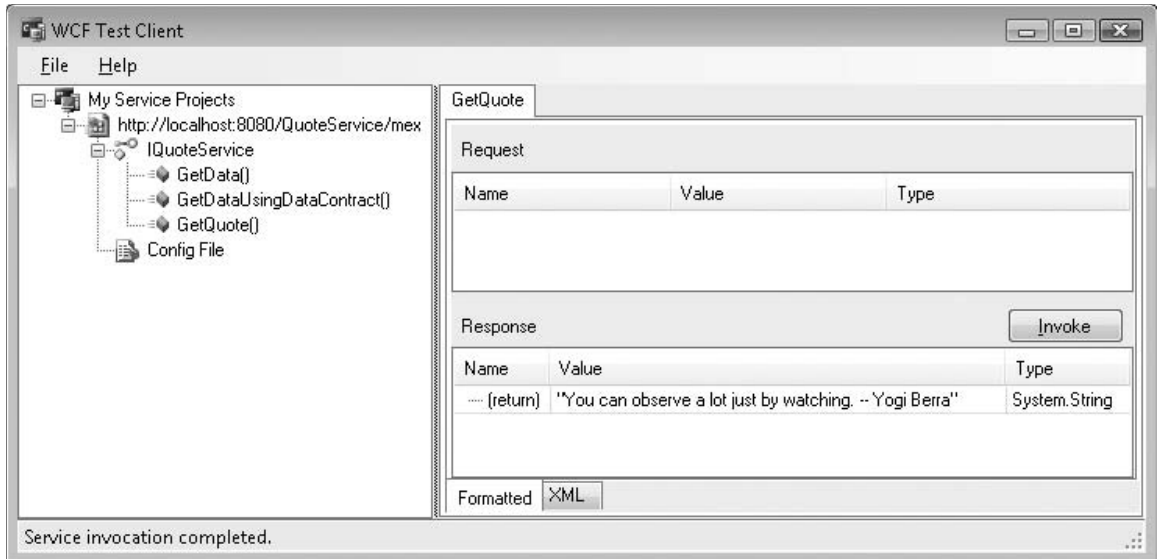 WCF Test Client
File Help
My Service Projects
http://localhost:8080/QuoteService/mex
IQuoteService
GetData()
GetDataUsingDataContract()
GetQuote()
Config File
GetQuote
Request
Name Value Type
Response Invoke
Name Value Type
(return) "You can observe a lot just by watching. -- Yogi Berra" System.String
Formatted XML
Service invocation completed.